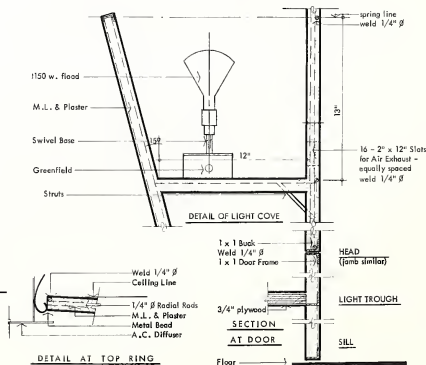 spring line
weld 1/4" Ø
1150 w. flood
13"
M.L. & Plaster
15°
Swivel Base
12"
16 - 2" x 12" Slots
for Air Exhaust -
equally spaced
weld 1/4" Ø
Greenfield
Struts
DETAIL OF LIGHT COVE
1 x 1 Buck
Weld 1/4" Ø
1 x 1 Door Frame
HEAD
(jamb similar)
Weld 1/4" Ø
Ceiling Line
1/4" Ø Radial Rods
M.L. & Plaster
Metal Bead
A.C. Diffuser
DETAIL AT TOP RING
3/4" plywood
LIGHT TROUGH
SECTION
AT DOOR
SILL
Floor